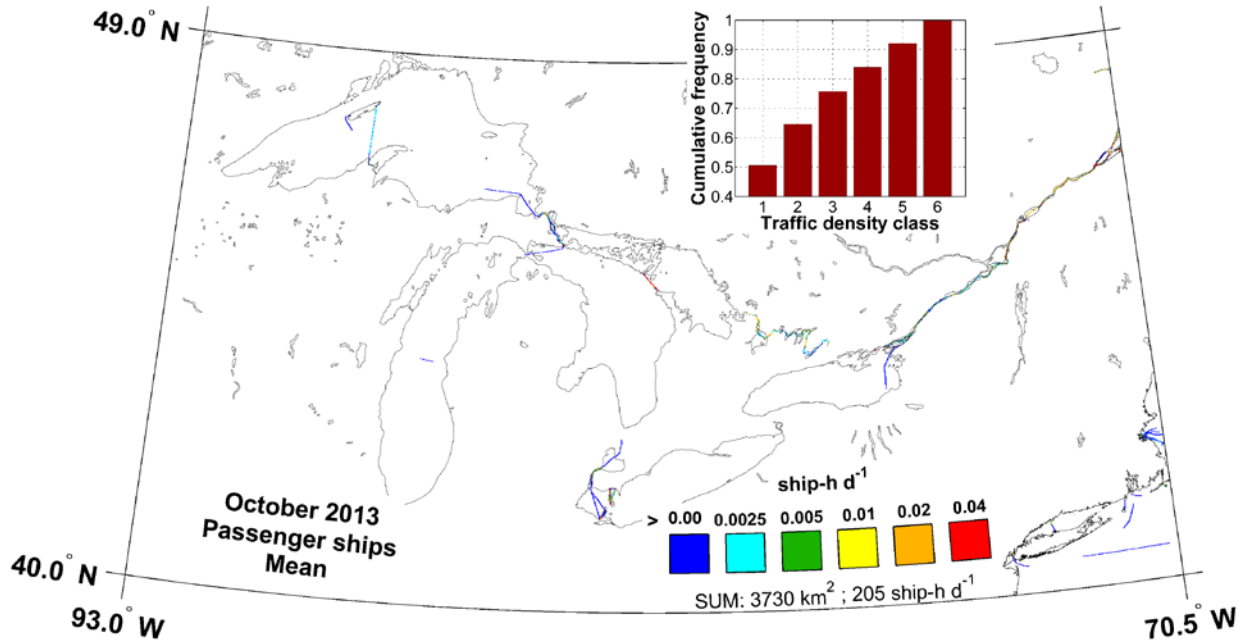 49.0° N
Cumulative frequency
1
0.9
0.8
0.7
0.6
0.5
0.4
1 2 3 4 5 6
Traffic density class
October 2013
Passenger ships
Mean
ship-h d⁻¹
> 0.00 0.0025 0.005 0.01 0.02 0.04
SUM: 3730 km² ; 205 ship-h d⁻¹
40.0° N
93.0° W
70.5° W